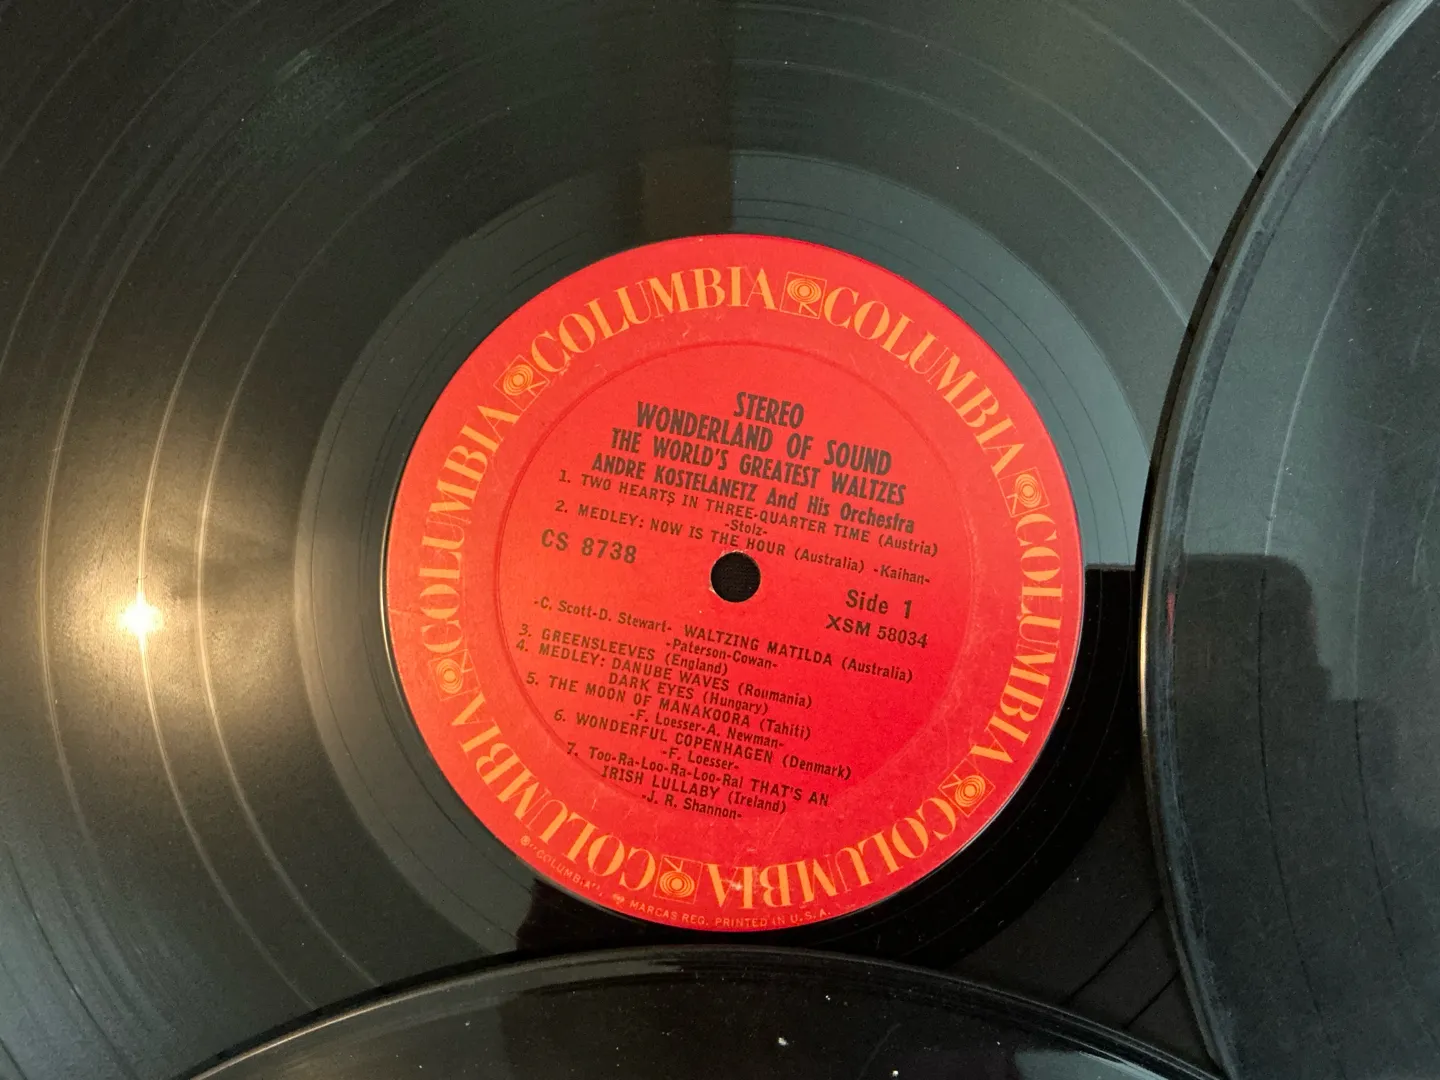 COLUMBIA COLUMBIA COLUMBIA COLUMBIA COLUMBIA COLUMBIA
STEREO
WONDERLAND OF SOUND
THE WORLD'S GREATEST WALTZES
ANDRE KOSTELANETZ And His Orchestra
1. TWO HEARTS IN THREE-QUARTER TIME (Austria)
-Stolz-
2. MEDLEY: NOW IS THE HOUR (Australia) -Kaihan-
CS 8738
Side 1
XSM 58034
-C. Scott-D. Stewart- WALTZING MATILDA (Australia)
-Paterson-Cowan-
3. GREENSLEEVES (England)
4. MEDLEY: DANUBE WAVES (Roumania)
DARK EYES (Hungary)
5. THE MOON OF MANAKOORA (Tahiti)
-F. Loesser-A. Newman-
6. WONDERFUL COPENHAGEN (Denmark)
-F. Loesser-
7. Too-Ra-Loo-Ra-Loo-Ral THAT'S AN
IRISH LULLABY (Ireland)
-J. R. Shannon-
®"COLUMBIA", MARCAS REG. PRINTED IN U.S.A.